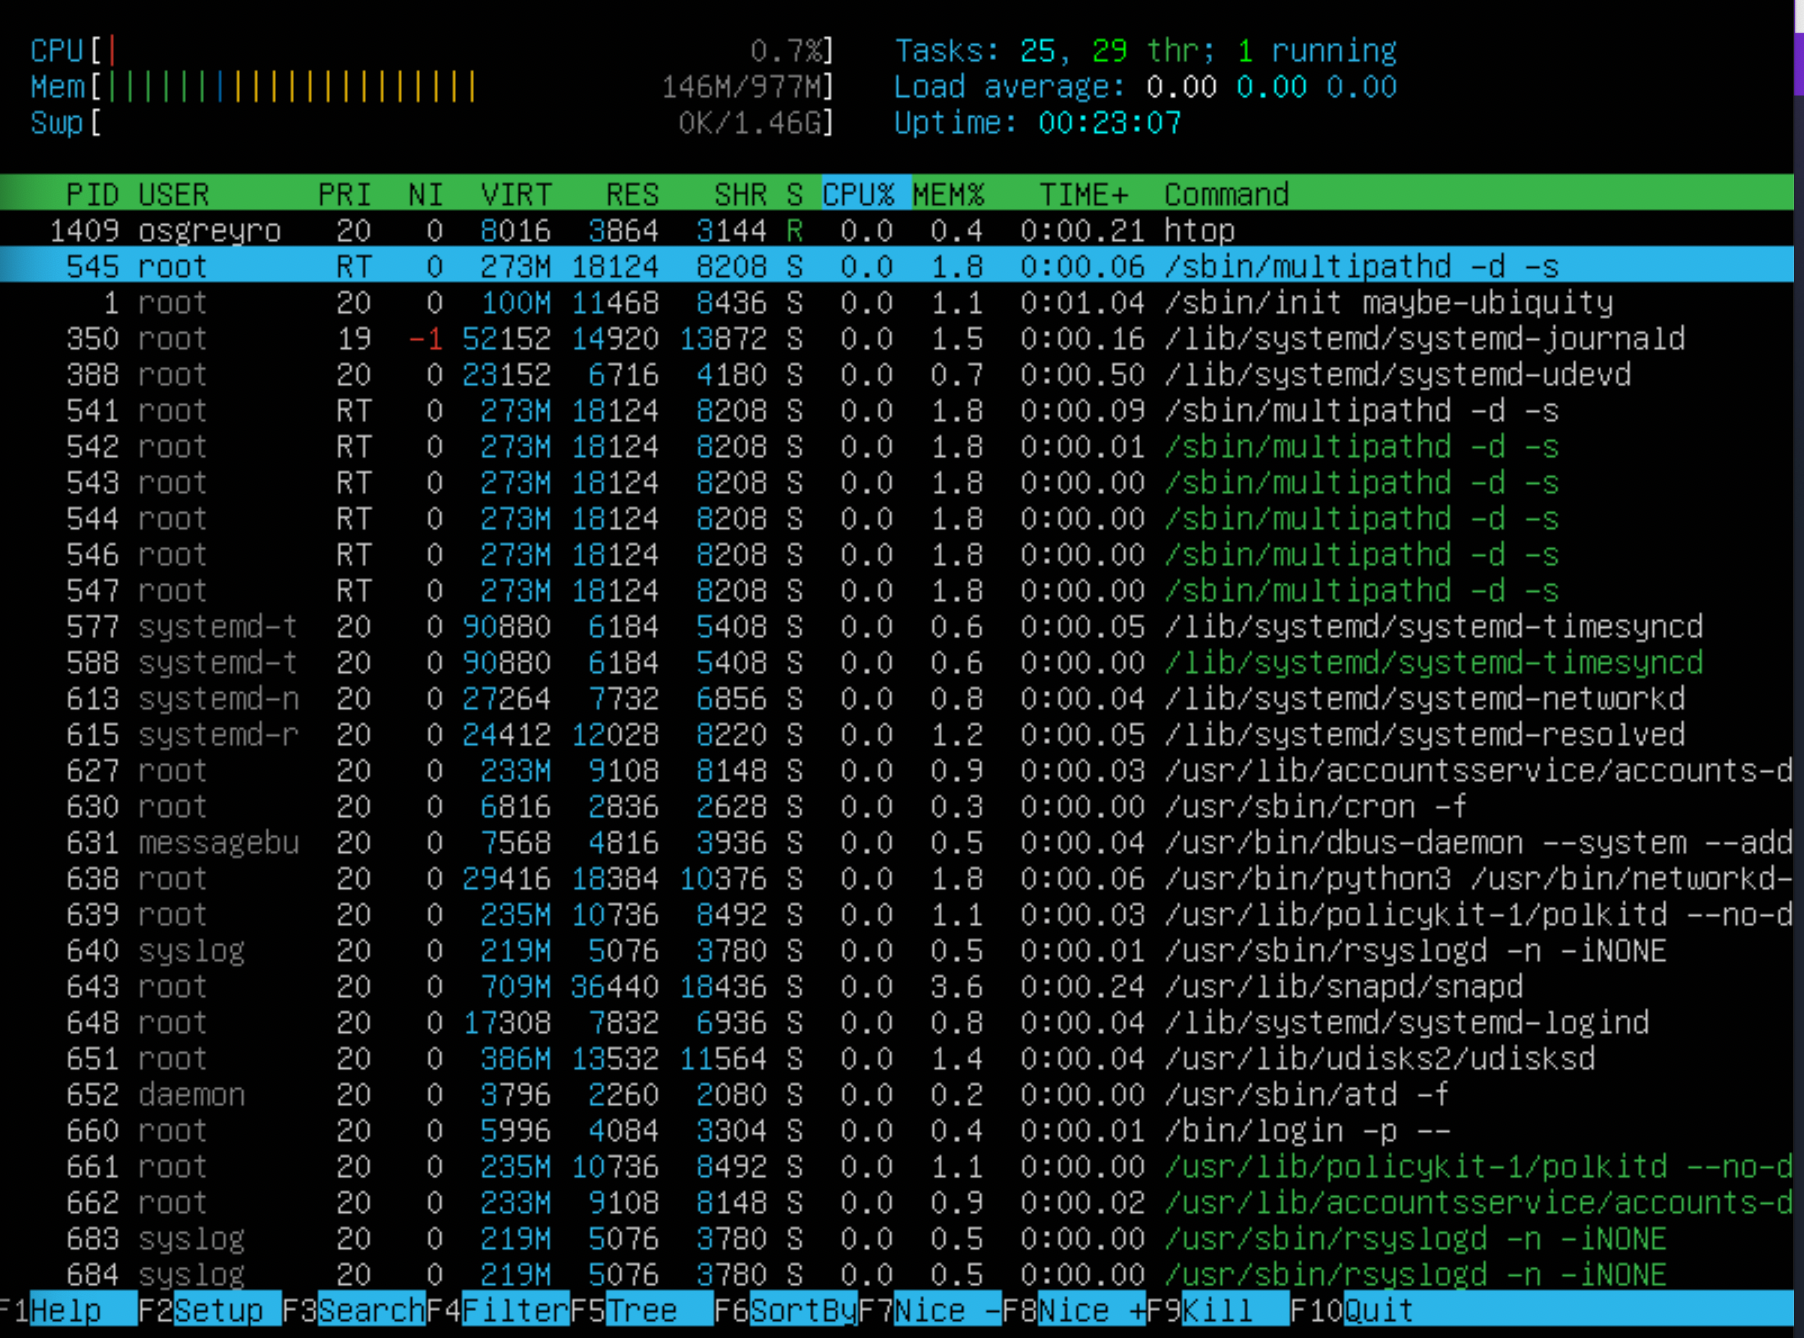 CPU[| 0.7%] Tasks: 25, 29 thr; 1 running
Mem[||||||||||||||||||||| 146M/977M] Load average: 0.00 0.00 0.00
Swp[ 0K/1.46G] Uptime: 00:23:07
PID USER PRI NI VIRT RES SHR S CPU% MEM% TIME+ Command
1409 osgreyro 20 0 8016 3864 3144 R 0.0 0.4 0:00.21 htop
545 root RT 0 273M 18124 8208 S 0.0 1.8 0:00.06 /sbin/multipathd -d -s
1 root 20 0 100M 11468 8436 S 0.0 1.1 0:01.04 /sbin/init maybe-ubiquity
350 root 19 -1 52152 14920 13872 S 0.0 1.5 0:00.16 /lib/systemd/systemd-journald
388 root 20 0 23152 6716 4180 S 0.0 0.7 0:00.50 /lib/systemd/systemd-udevd
541 root RT 0 273M 18124 8208 S 0.0 1.8 0:00.09 /sbin/multipathd -d -s
542 root RT 0 273M 18124 8208 S 0.0 1.8 0:00.01 /sbin/multipathd -d -s
543 root RT 0 273M 18124 8208 S 0.0 1.8 0:00.00 /sbin/multipathd -d -s
544 root RT 0 273M 18124 8208 S 0.0 1.8 0:00.00 /sbin/multipathd -d -s
546 root RT 0 273M 18124 8208 S 0.0 1.8 0:00.00 /sbin/multipathd -d -s
547 root RT 0 273M 18124 8208 S 0.0 1.8 0:00.00 /sbin/multipathd -d -s
577 systemd-t 20 0 90880 6184 5408 S 0.0 0.6 0:00.05 /lib/systemd/systemd-timesyncd
588 systemd-t 20 0 90880 6184 5408 S 0.0 0.6 0:00.00 /lib/systemd/systemd-timesyncd
613 systemd-n 20 0 27264 7732 6856 S 0.0 0.8 0:00.04 /lib/systemd/systemd-networkd
615 systemd-r 20 0 24412 12028 8220 S 0.0 1.2 0:00.05 /lib/systemd/systemd-resolved
627 root 20 0 233M 9108 8148 S 0.0 0.9 0:00.03 /usr/lib/accountsservice/accounts-d
630 root 20 0 6816 2836 2628 S 0.0 0.3 0:00.00 /usr/sbin/cron -f
631 messagebu 20 0 7568 4816 3936 S 0.0 0.5 0:00.04 /usr/bin/dbus-daemon --system --add
638 root 20 0 29416 18384 10376 S 0.0 1.8 0:00.06 /usr/bin/python3 /usr/bin/networkd-
639 root 20 0 235M 10736 8492 S 0.0 1.1 0:00.03 /usr/lib/policykit-1/polkitd --no-d
640 syslog 20 0 219M 5076 3780 S 0.0 0.5 0:00.01 /usr/sbin/rsyslogd -n -iNONE
643 root 20 0 709M 36440 18436 S 0.0 3.6 0:00.24 /usr/lib/snapd/snapd
648 root 20 0 17308 7832 6936 S 0.0 0.8 0:00.04 /lib/systemd/systemd-logind
651 root 20 0 386M 13532 11564 S 0.0 1.4 0:00.04 /usr/lib/udisks2/udisksd
652 daemon 20 0 3796 2260 2080 S 0.0 0.2 0:00.00 /usr/sbin/atd -f
660 root 20 0 5996 4084 3304 S 0.0 0.4 0:00.01 /bin/login -p --
661 root 20 0 235M 10736 8492 S 0.0 1.1 0:00.00 /usr/lib/policykit-1/polkitd --no-d
662 root 20 0 233M 9108 8148 S 0.0 0.9 0:00.02 /usr/lib/accountsservice/accounts-d
683 syslog 20 0 219M 5076 3780 S 0.0 0.5 0:00.00 /usr/sbin/rsyslogd -n -iNONE
684 syslog 20 0 219M 5076 3780 S 0.0 0.5 0:00.00 /usr/sbin/rsyslogd -n -iNONE
F1Help F2Setup F3SearchF4FilterF5Tree F6SortByF7Nice -F8Nice +F9Kill F10Quit